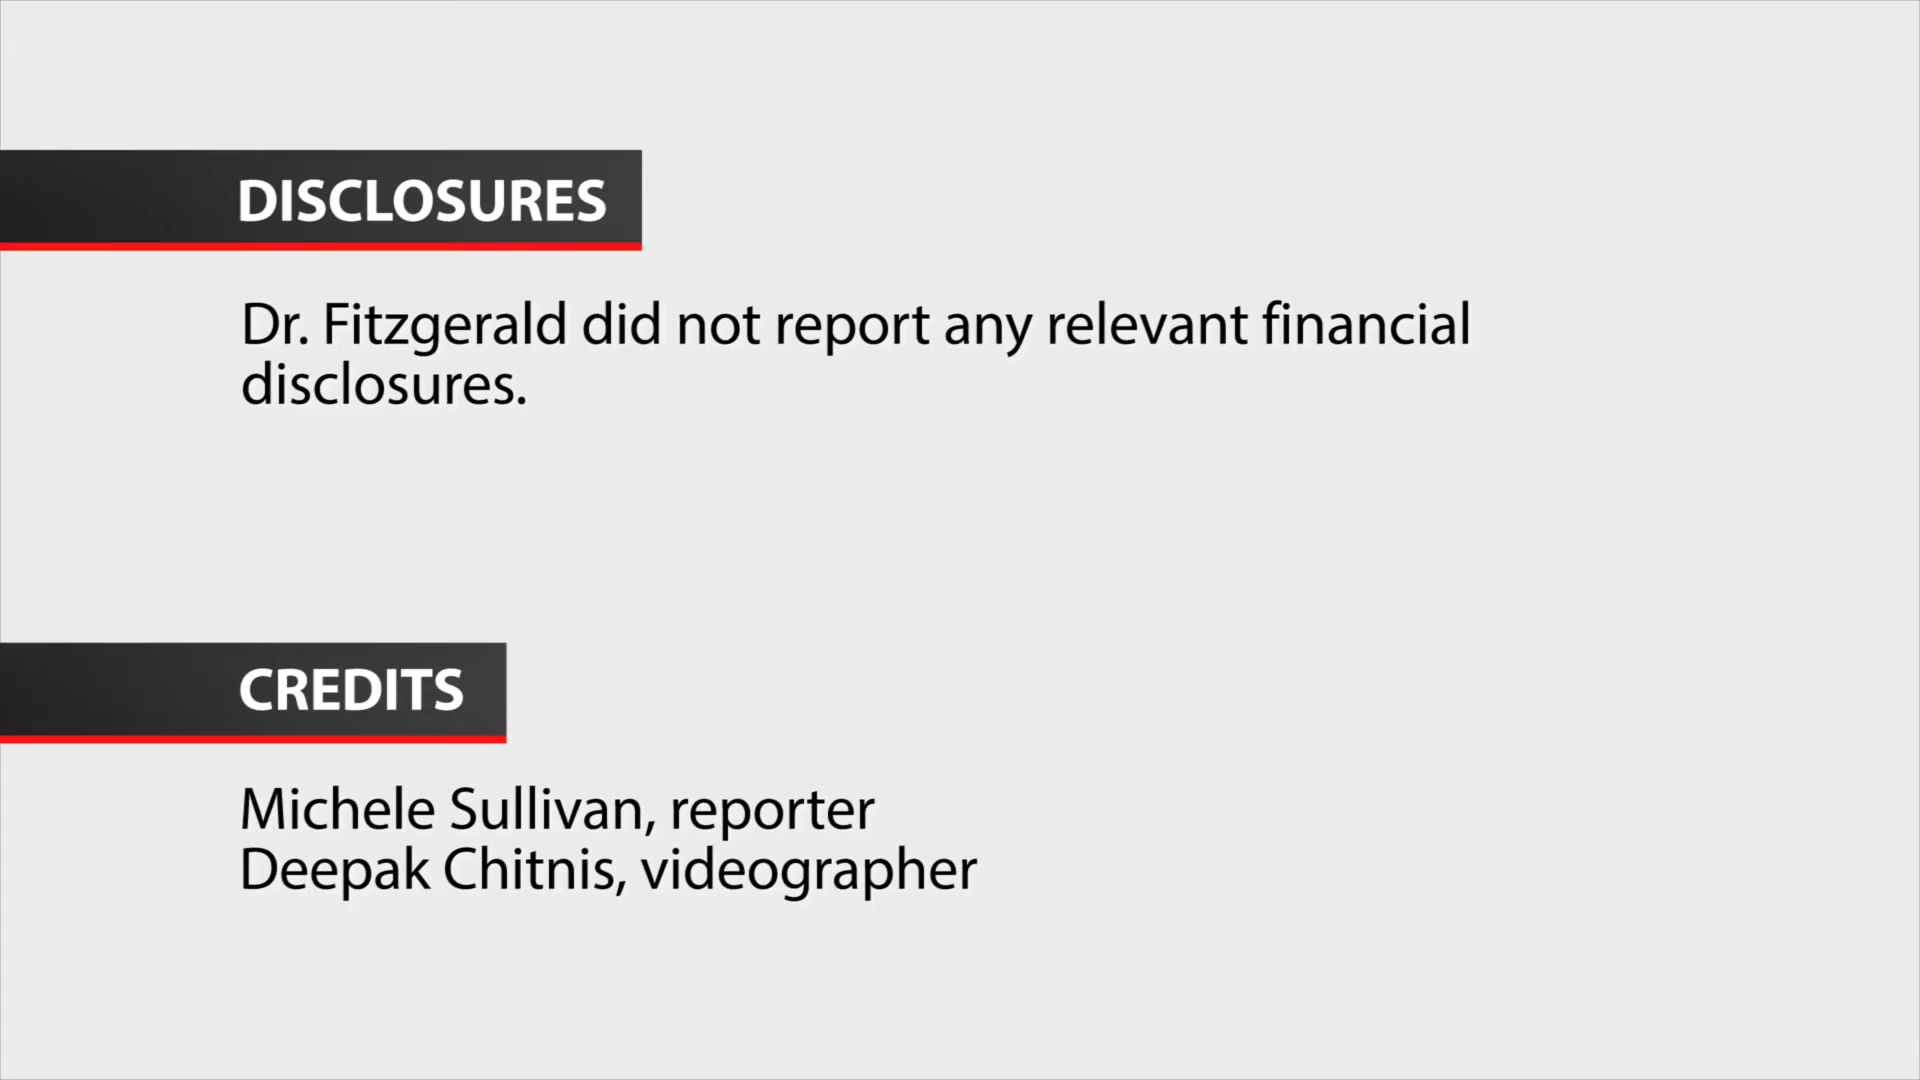 DISCLOSURES
Dr. Fitzgerald did not report any relevant financial
disclosures.
CREDITS
Michele Sullivan, reporter
Deepak Chitnis, videographer